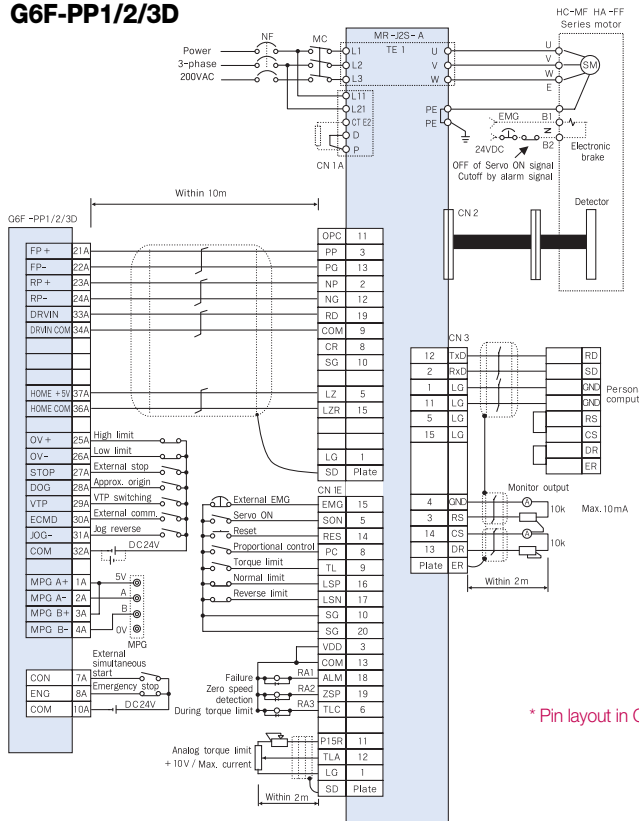 G6F-PP1/2/3D
HC-MF HA-FF
Series motor
NF
MC
MR-J2S-A
TE 1
Power
3-phase
200VAC
L1 U U
L2 V V
L3 W W
SM
E
L11
L21
CT E2
D
P
CN 1A
PE
PE
EMG B1
24VDC B2
Electronic
brake
OFF of Servo ON signal
Cutoff by alarm signal
Detector
CN 2
Within 10m
G6F -PP1/2/3D
OPC 11
FP + 21A PP 3
FP- 22A PG 13
RP + 23A NP 2
RP- 24A NG 12
DRVIN 33A RD 19
DRVIN COM 34A COM 9
CR 8
SG 10
HOME +5V 37A LZ 5
HOME COM 36A LZR 15
LG 1
SD Plate
CN 3
12 TxD RD
2 RxD SD
1 LG GND
11 LG GND
5 LG RS
15 LG CS
DR
ER
Person
comput
OV + 25A High limit
OV- 26A Low limit
STOP 27A External stop
DOG 28A Approx. origin
VTP 29A VTP switching
ECMD 30A External comm.
JOG- 31A Jog reverse
COM 32A DC24V
CN 1E
External EMG EMG 15
Servo ON SON 5
Reset RES 14
Proportional control PC 8
Torque limit TL 9
Normal limit LSP 16
Reverse limit LSN 17
SG 10
SG 20
VDD 3
COM 13
Failure RA1 ALM 18
Zero speed
detection RA2 ZSP 19
During torque limit RA3 TLC 6
Monitor output
4 GND A 10k
3 RS
14 CS A 10k
13 DR
Plate ER
Max.10mA
Within 2m
MPG A+ 1A 5V
MPG A- 2A A
MPG B+ 3A B
MPG B- 4A 0V
MPG
External
simultaneous
start
CON 7A
Emergency stop
ENG 8A
COM 10A DC24V
P15R 11
Analog torque limit
+10V / Max. current
TLA 12
LG 1
SD Plate
Within 2m
* Pin layout in